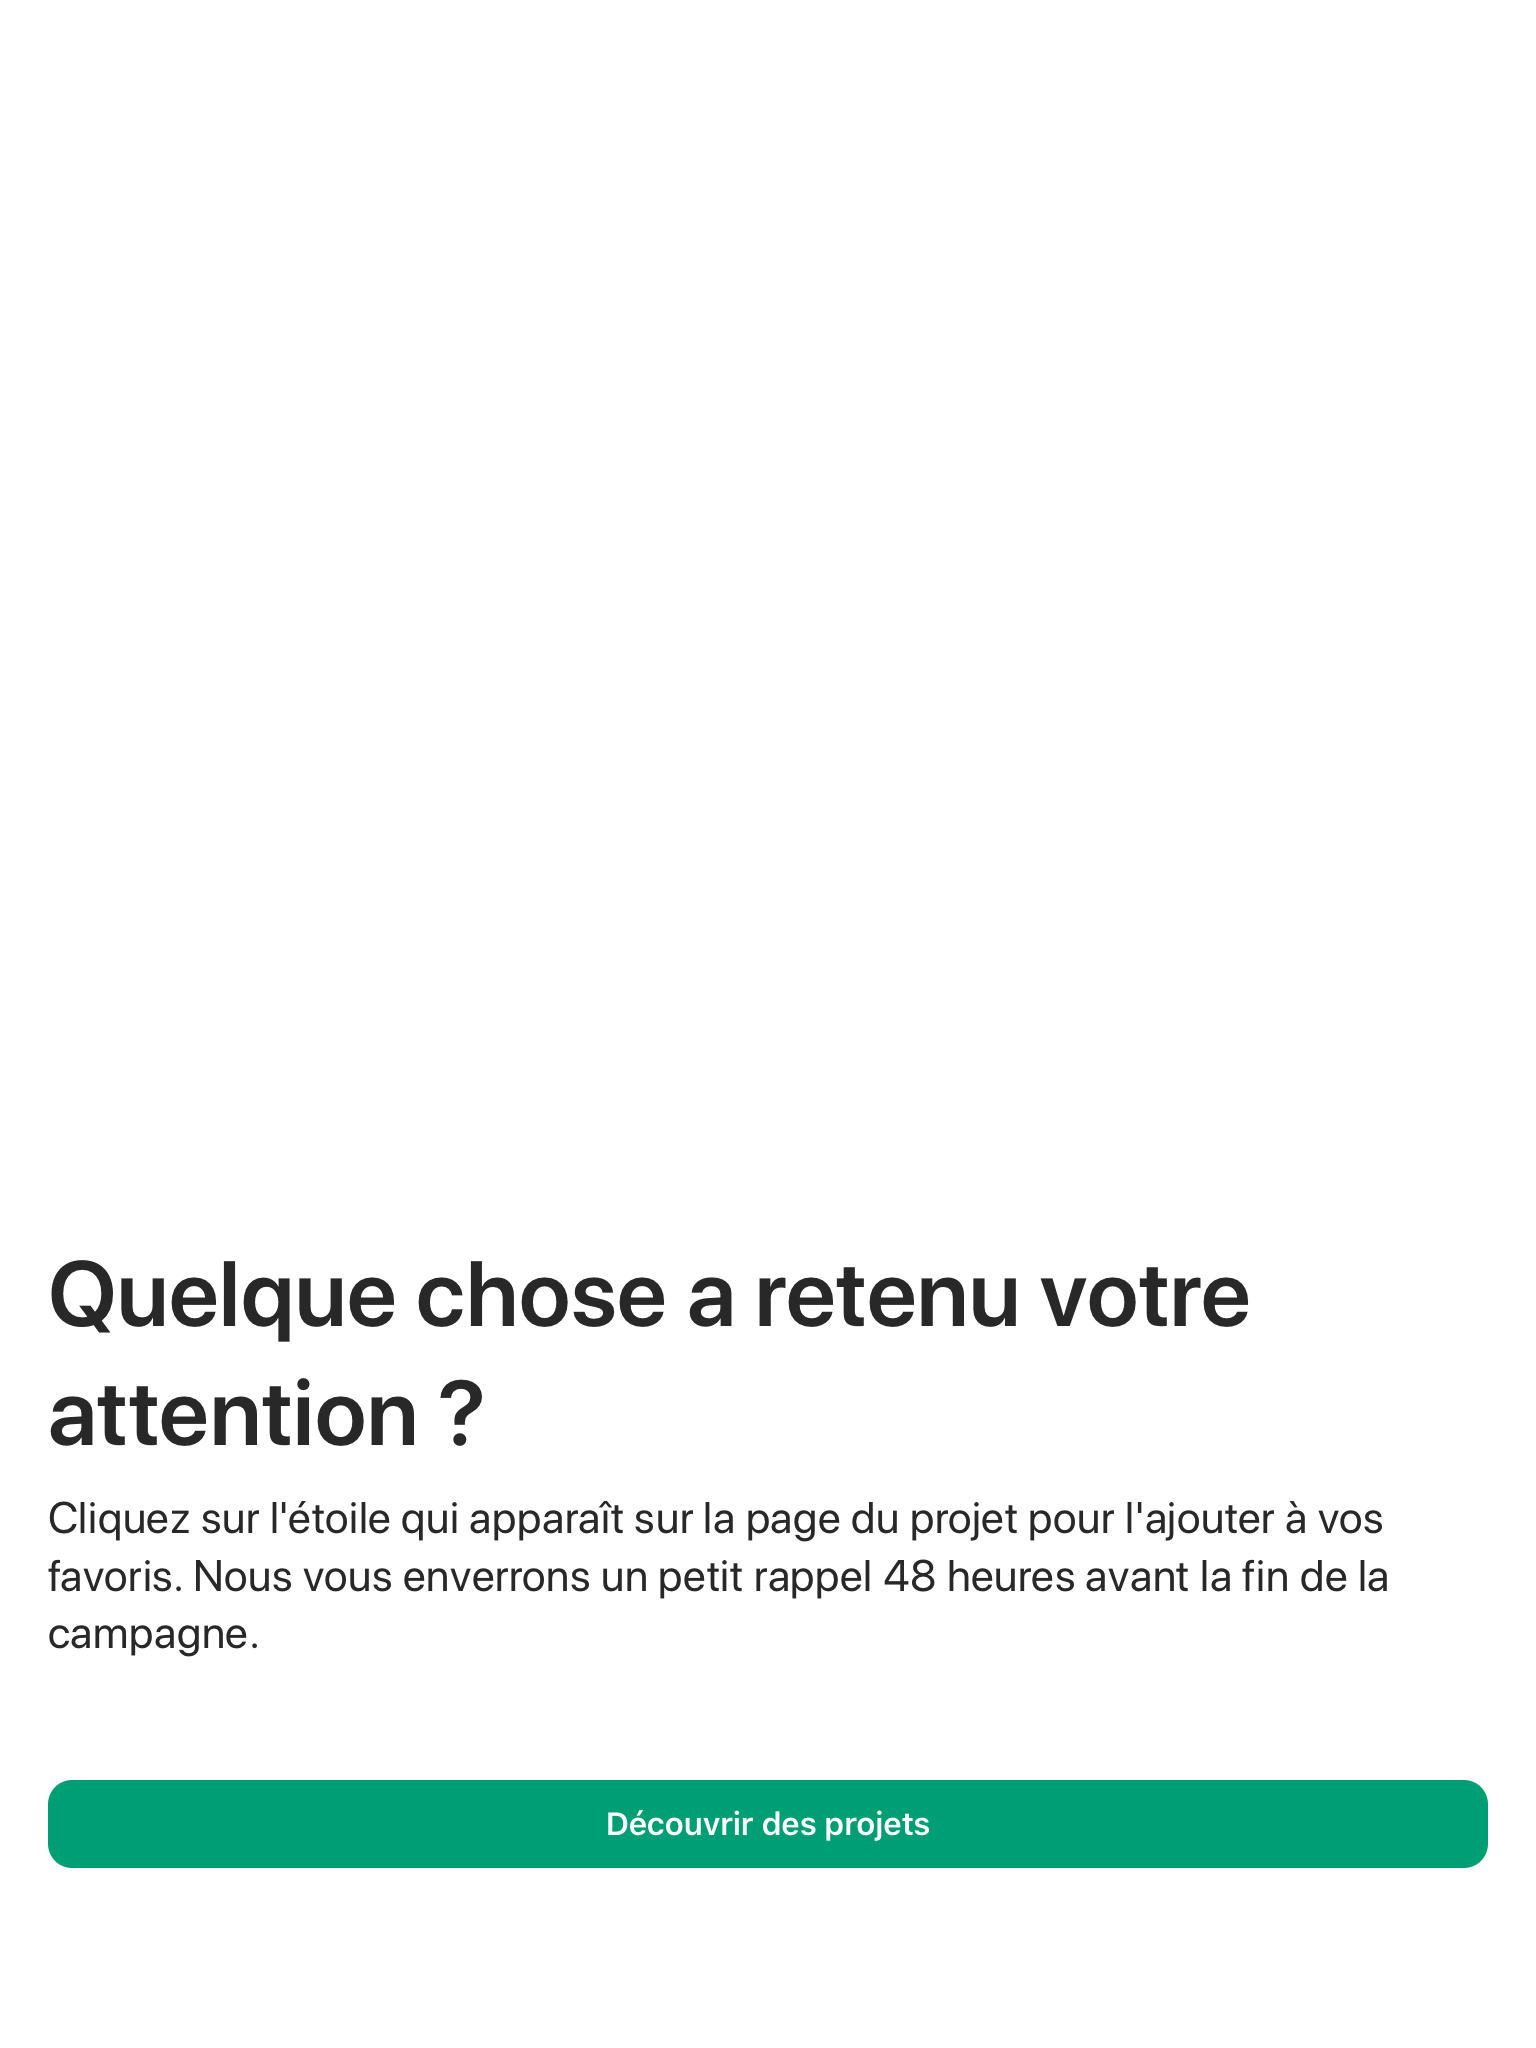 Quelque chose a retenu votre
attention ?
Cliquez sur l'étoile qui apparaît sur la page du projet pour l'ajouter à vos
favoris. Nous vous enverrons un petit rappel 48 heures avant la fin de la
campagne.
Découvrir des projets